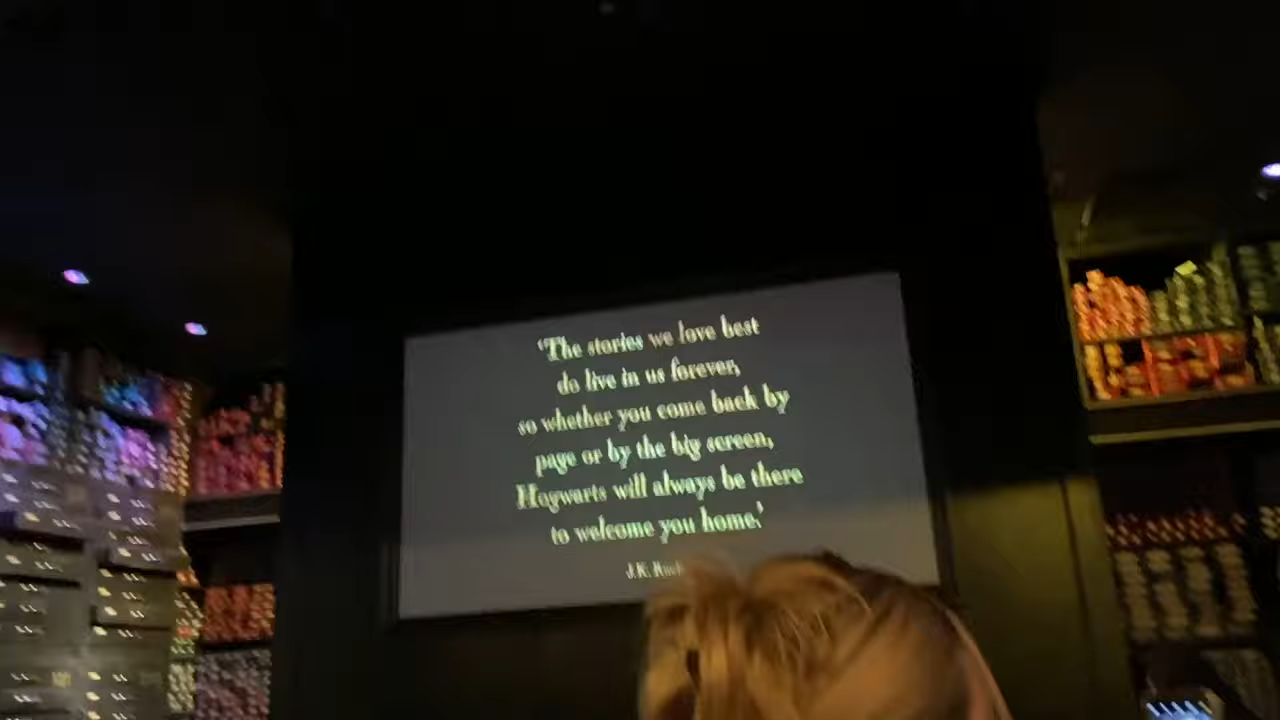 'The stories we love best
do live in us forever,
so whether you come back by
page or by the big screen,
Hogwarts will always be there
to welcome you home.'
J.K.